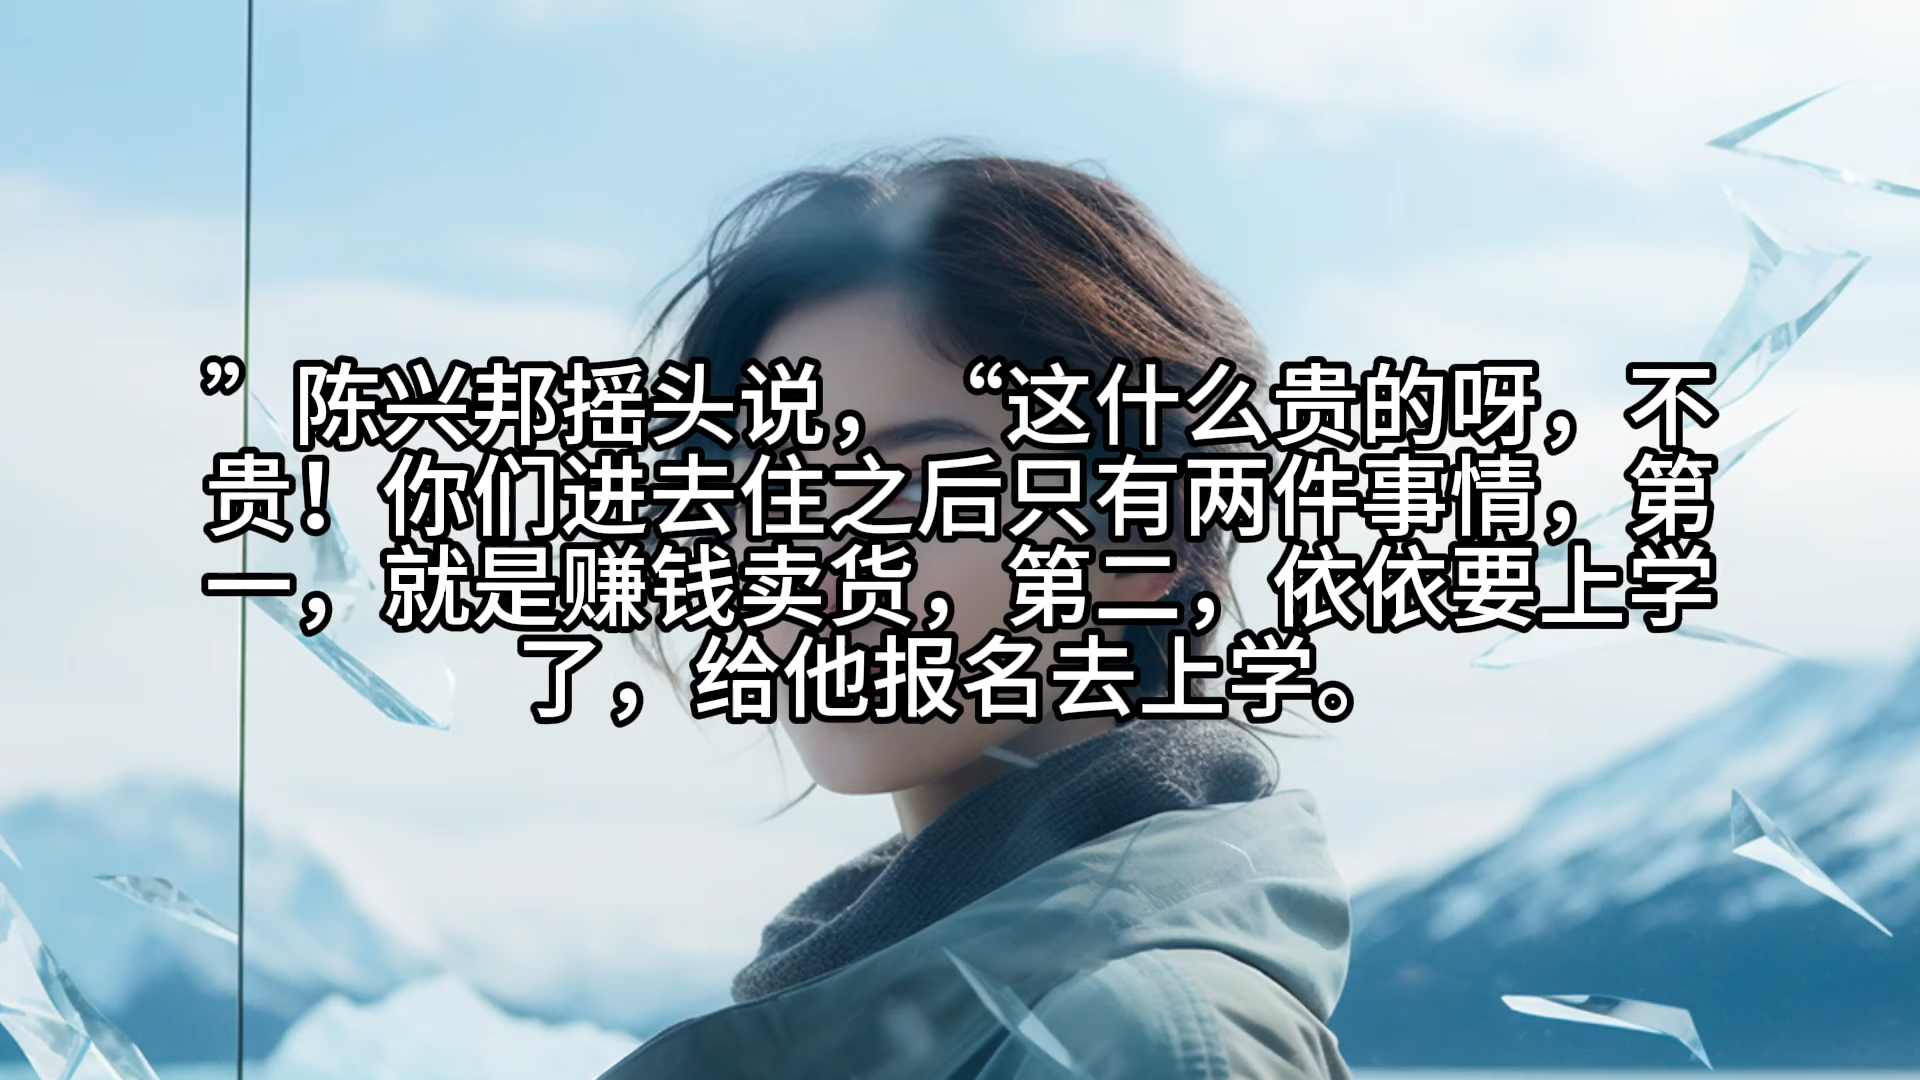 ”陈兴邦摇头说，“这什么贵的呀，不
贵！你们进去住之后只有两件事情，第
一，就是赚钱卖货，第二，依依要上学
了，给他报名去上学。